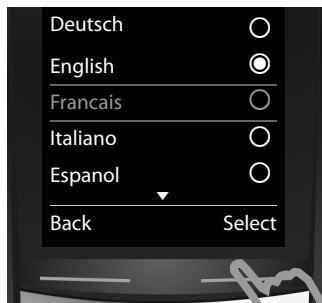 Deutsch
English
Francais
Italiano
Espanol
Back Select